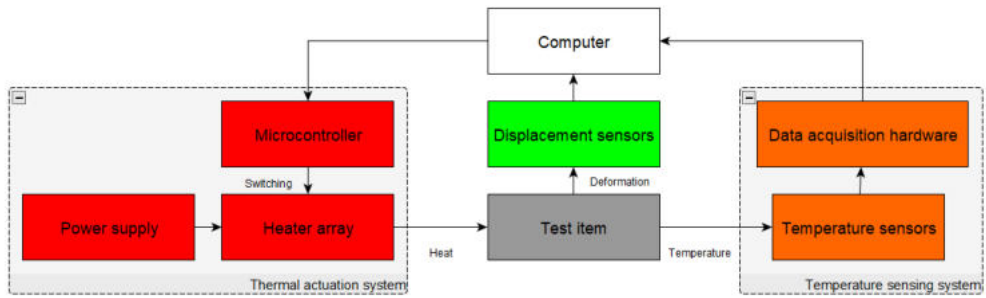 Computer
Microcontroller
Displacement sensors
Data acquisition hardware
Switching
Deformation
Power supply
Heater array
Test item
Temperature sensors
Heat
Temperature
Thermal actuation system
Temperature sensing system